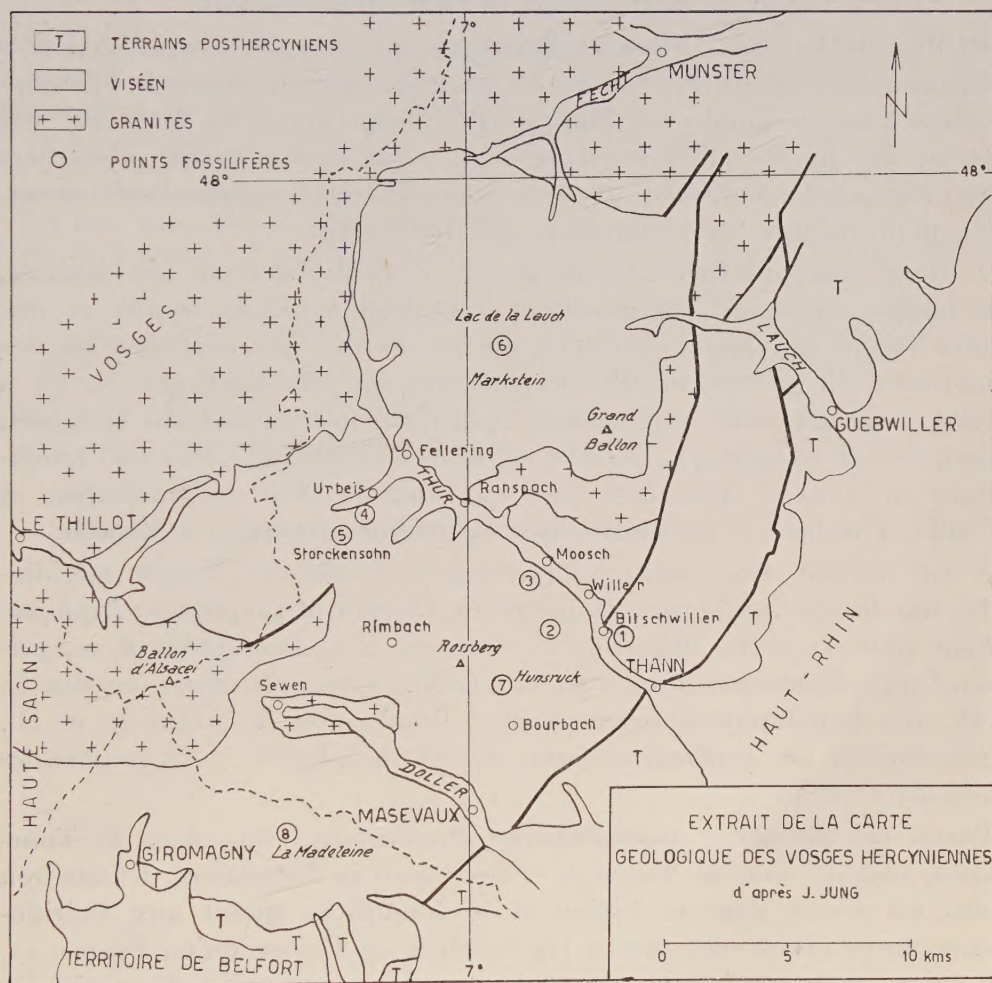 7°
T TERRAINS POSTHERCYNIENS
VISÉEN
+ + GRANITES
POINTS FOSSILIFÈRES
MUNSTER
FECHT
N
48°
48°
VOSGES
Lac de la Lauch
6
Markstein
T
LAUCH
Grand
Ballon
GUEBWILLER
T
Fellering
THUR
Urbeis
Ranspach
4
LE THILLOT
5
Storckensohn
Moosch
3
Willer
2
Bitschwiller
1
T
Rimbach
Rossberg
THANN
Ballon
d'Alsace
Sewen
7
Hunsruck
HAUTE SAÔNE
Bourbach
HAUT-RHIN
T
DOLLER
MASEVAUX
8
La Madeleine
GIROMAGNY
T
T
T
T
T
TERRITOIRE DE BELFORT
7°
EXTRAIT DE LA CARTE
GEOLOGIQUE DES VOSGES HERCYNIENNES
d'après J. JUNG
0 5 10 kms